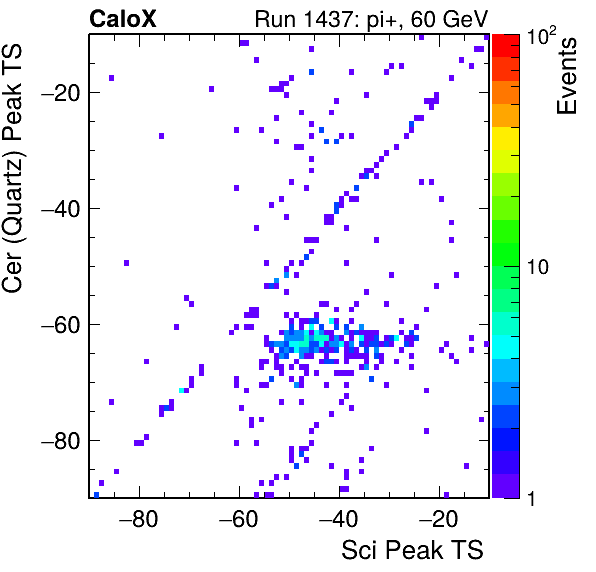 CaloX Run 1437: pi+, 60 GeV
Cer (Quartz) Peak TS
−20
−40
−60
−80
−80 −60 −40 −20
Sci Peak TS
10²
10
1
Events